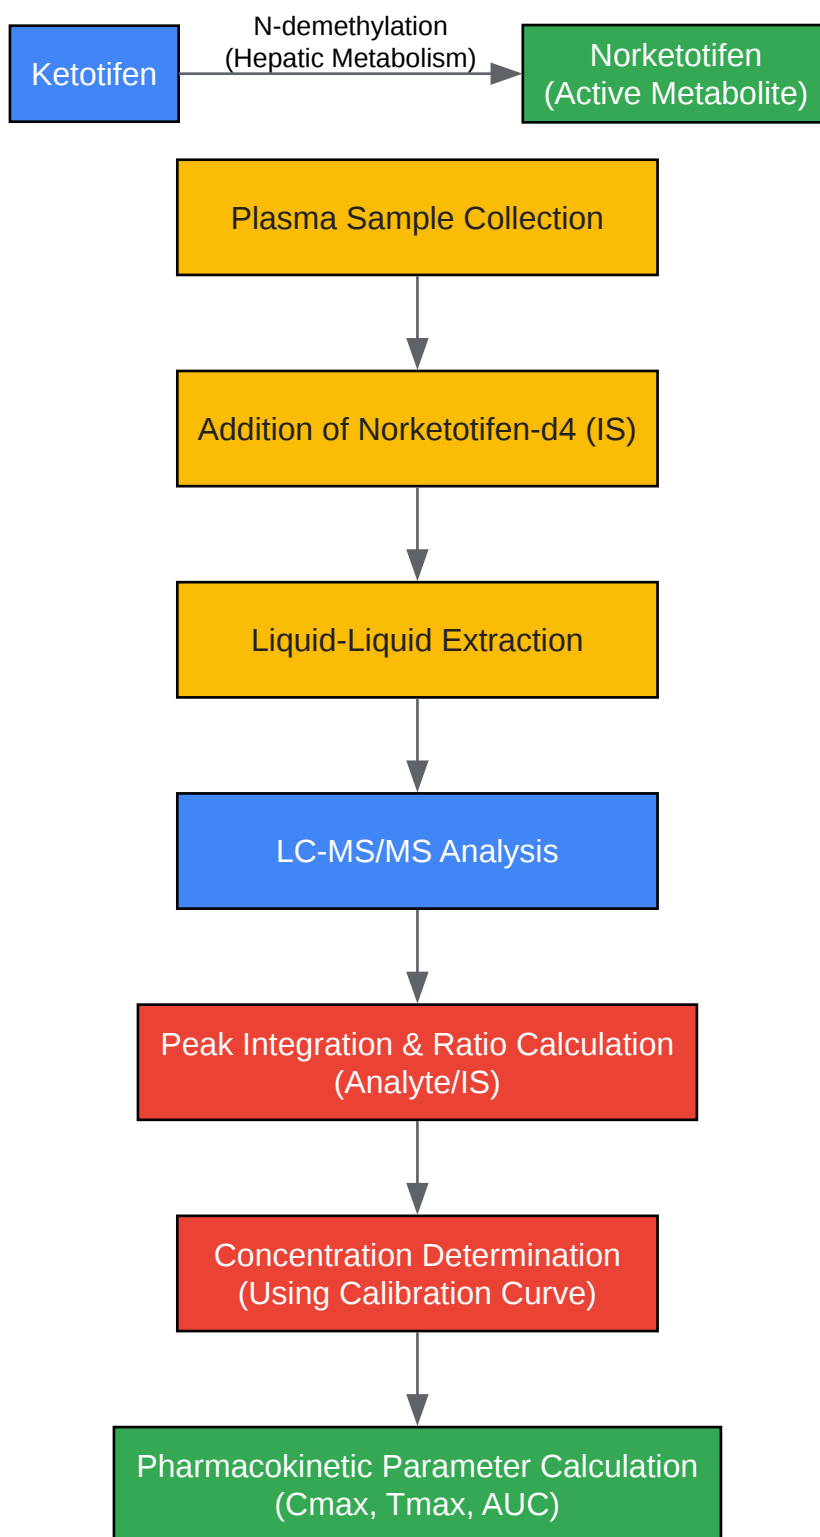 Ketotifen
N-demethylation
(Hepatic Metabolism)
Norketotifen
(Active Metabolite)
Plasma Sample Collection
Addition of Norketotifen-d4 (IS)
Liquid-Liquid Extraction
LC-MS/MS Analysis
Peak Integration & Ratio Calculation
(Analyte/IS)
Concentration Determination
(Using Calibration Curve)
Pharmacokinetic Parameter Calculation
(Cmax, Tmax, AUC)